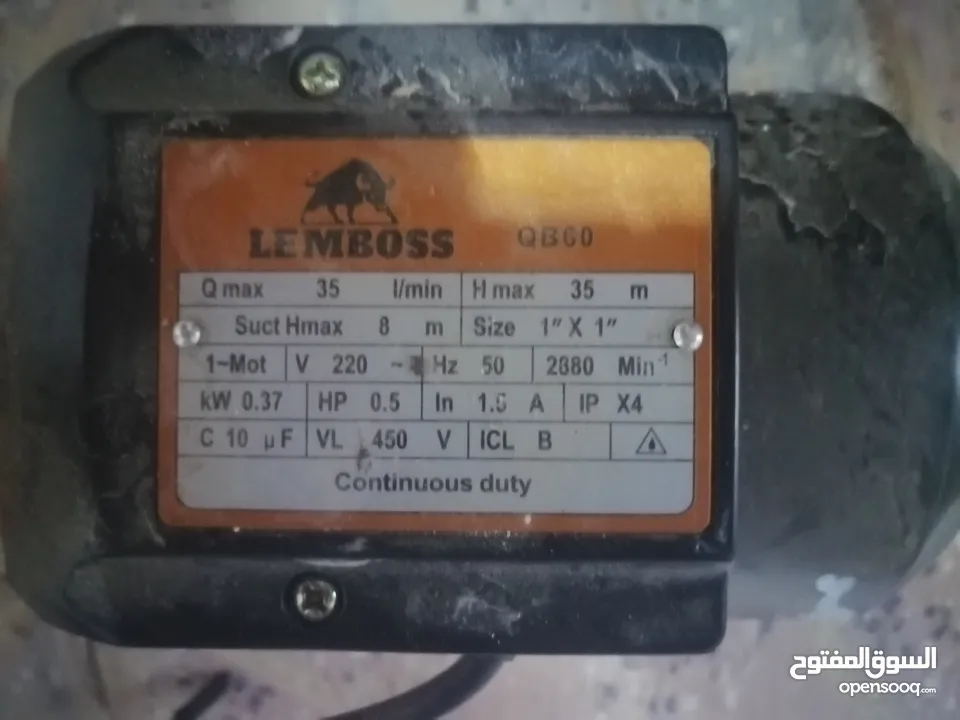 LEMBOSS QB60
Q max 35 l/min H max 35 m
Suct Hmax 8 m Size 1" X 1"
1~Mot V 220 ~ Hz 50 2880 Min-1
kW 0.37 HP 0.5 In 1.6 A IP X4
C 10 µF VL 450 V ICL B
Continuous duty
السوق المفتوح
opensooq.com